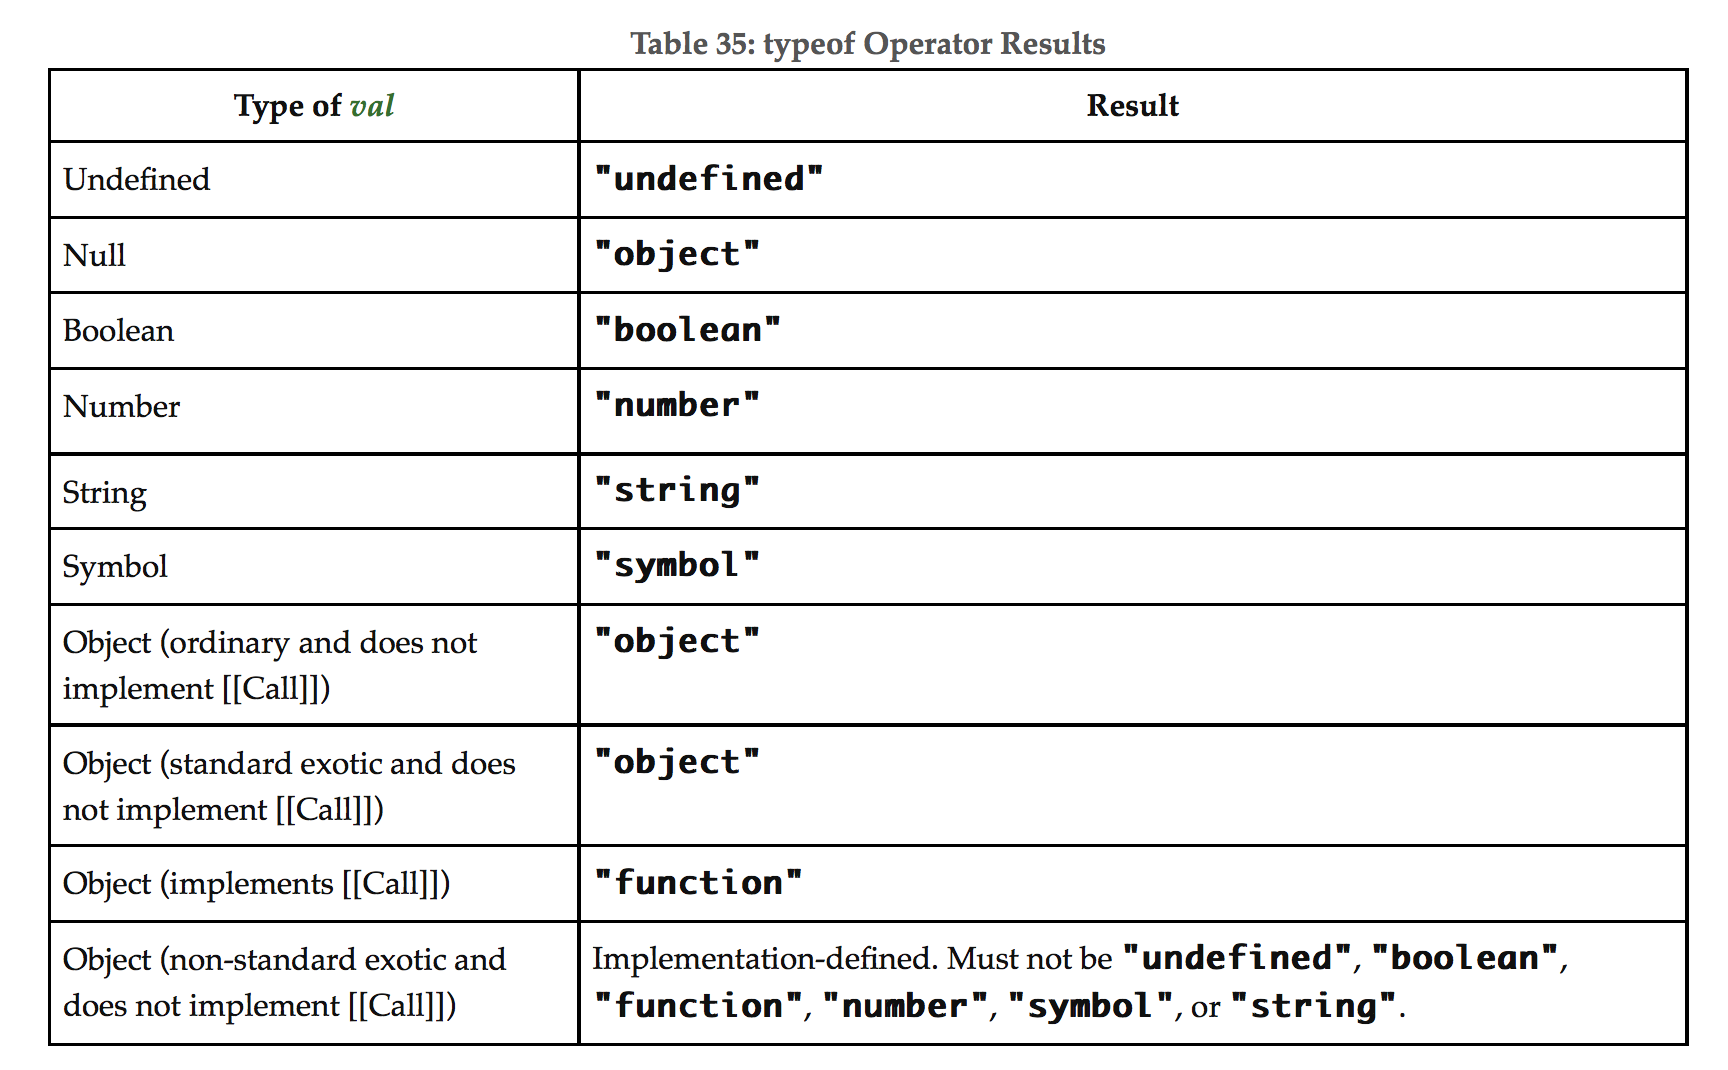 Table 35: typeof Operator Results
Type of val
Result
Undefined
"undefined"
Null
"object"
Boolean
"boolean"
Number
"number"
String
"string"
Symbol
"symbol"
Object (ordinary and does not
implement [[Call]])
"object"
Object (standard exotic and does
not implement [[Call]])
"object"
Object (implements [[Call]])
"function"
Object (non-standard exotic and
does not implement [[Call]])
Implementation-defined. Must not be "undefined", "boolean",
"function", "number", "symbol", or "string".